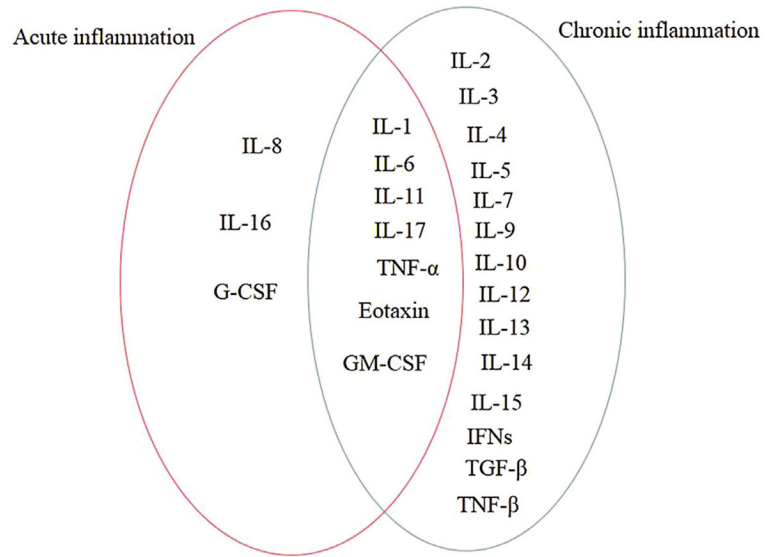 Acute inflammation
Chronic inflammation
IL-8
IL-16
G-CSF
IL-1
IL-6
IL-11
IL-17
TNF-α
Eotaxin
GM-CSF
IL-2
IL-3
IL-4
IL-5
IL-7
IL-9
IL-10
IL-12
IL-13
IL-14
IL-15
IFNs
TGF-β
TNF-β